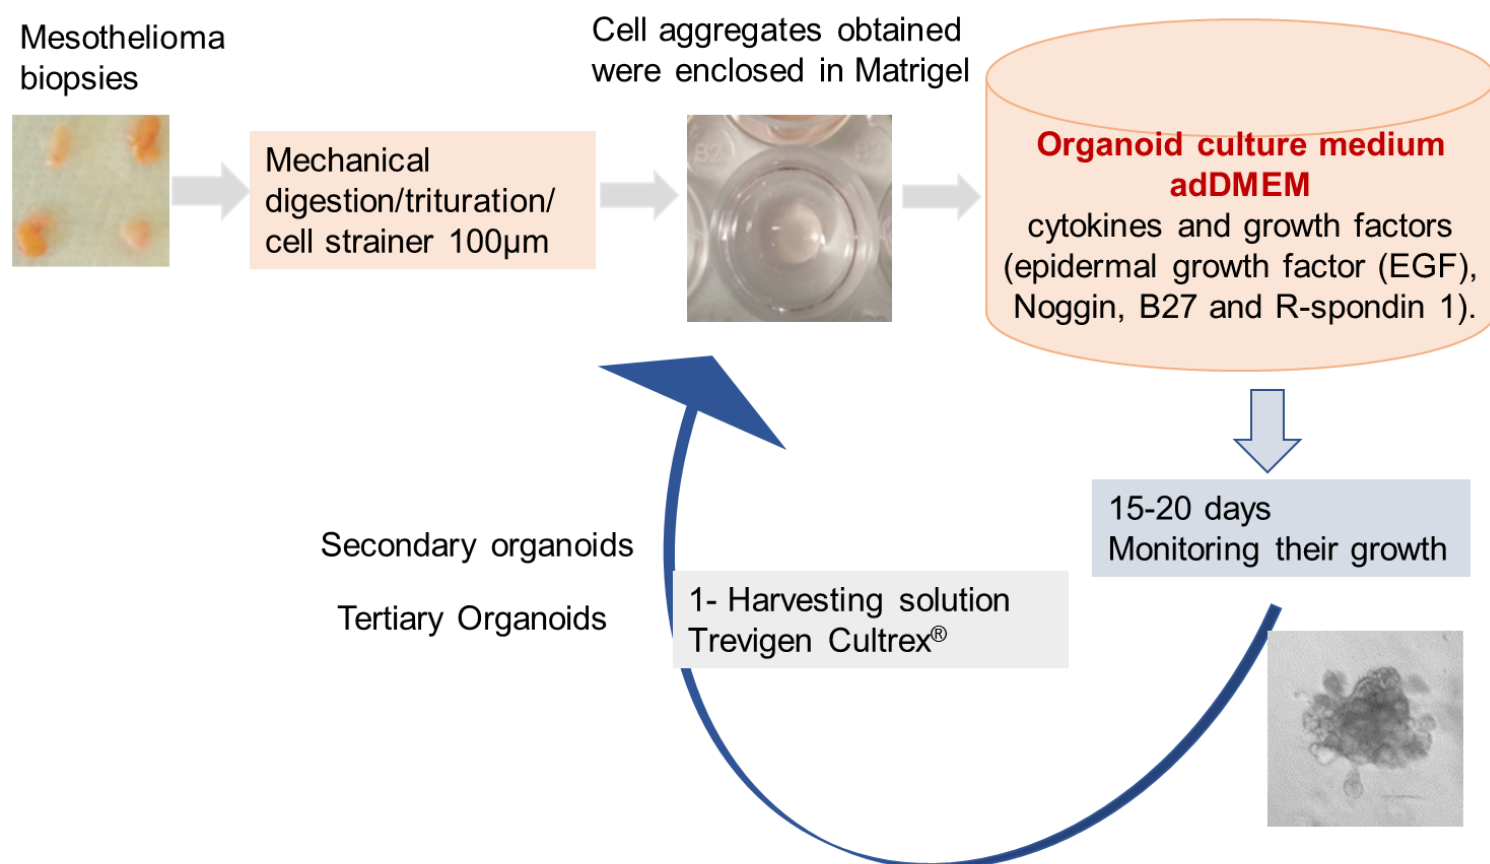 Mesothelioma
biopsies
Mechanical
digestion/trituration/
cell strainer 100µm
Cell aggregates obtained
were enclosed in Matrigel
Organoid culture medium
adDMEM
cytokines and growth factors
(epidermal growth factor (EGF),
Noggin, B27 and R-spondin 1).
15-20 days
Monitoring their growth
1- Harvesting solution
Trevigen Cultrex®
Secondary organoids
Tertiary Organoids